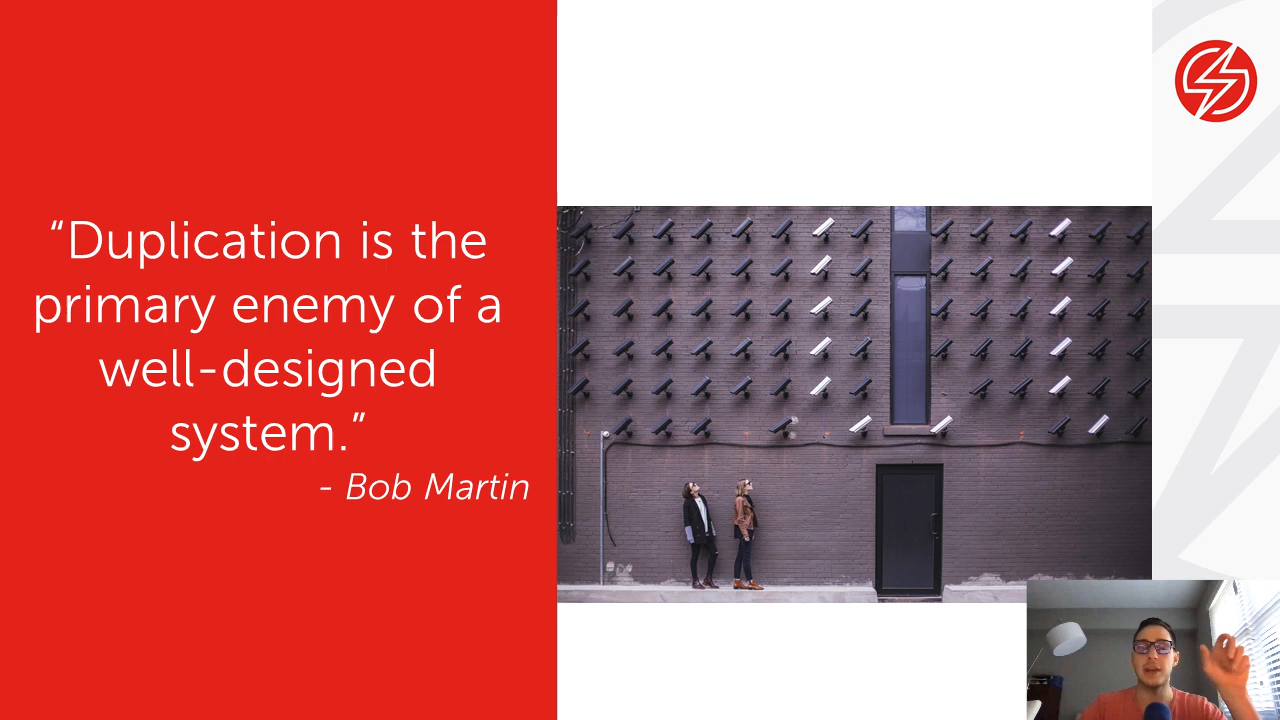 “Duplication is the
primary enemy of a
well-designed
system.”
- Bob Martin